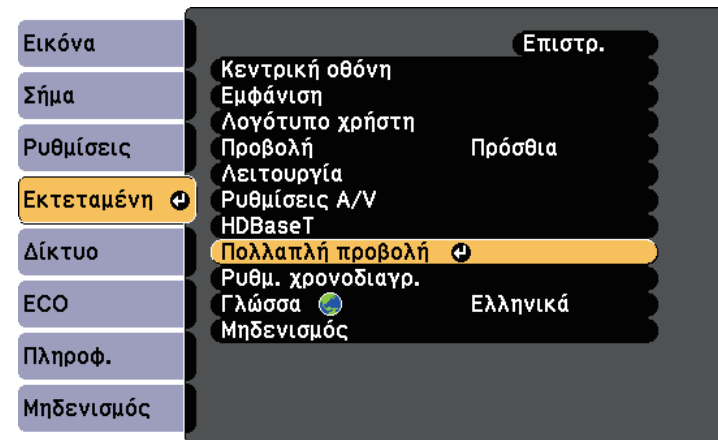 Εικόνα
Σήμα
Ρυθμίσεις
Εκτεταμένη
Δίκτυο
ECO
Πληροφ.
Μηδενισμός
Επιστρ.
Κεντρική οθόνη
Εμφάνιση
Λογότυπο χρήστη
Προβολή Πρόσθια
Λειτουργία
Ρυθμίσεις A/V
HDBaseT
Πολλαπλή προβολή
Ρυθμ. χρονοδιαγρ.
Γλώσσα Ελληνικά
Μηδενισμός